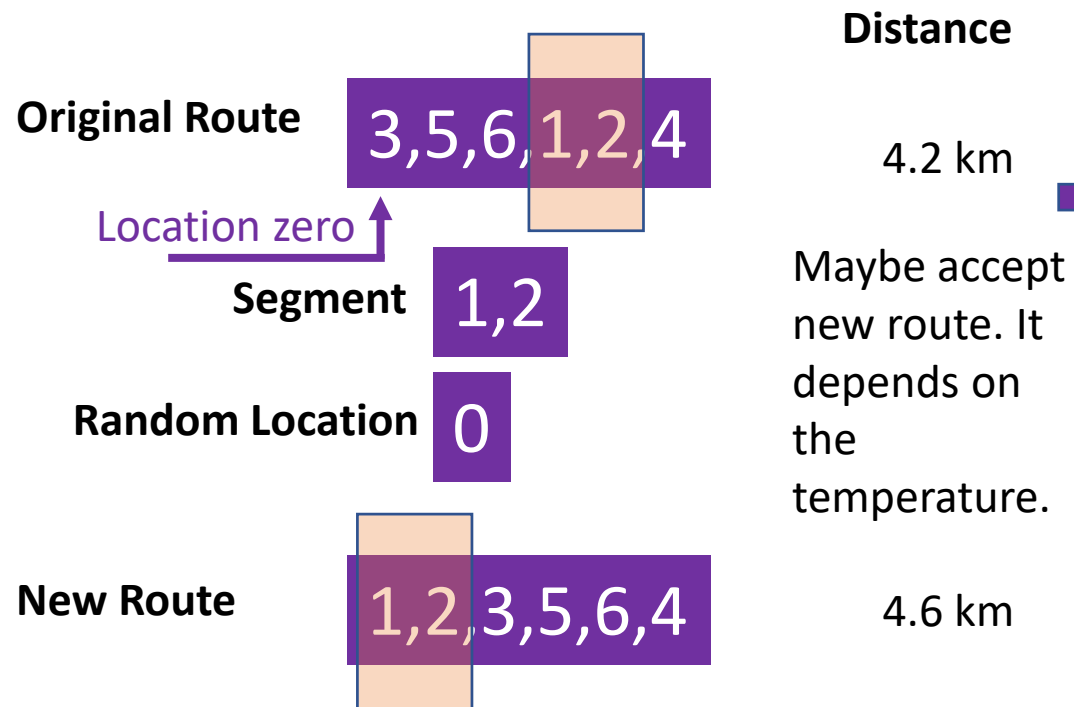 Distance
Original Route
3,5,6,1,2,4
4.2 km
Location zero
Segment
1,2
Maybe accept
new route. It
depends on
the
temperature.
Random Location
0
New Route
1,2,3,5,6,4
4.6 km